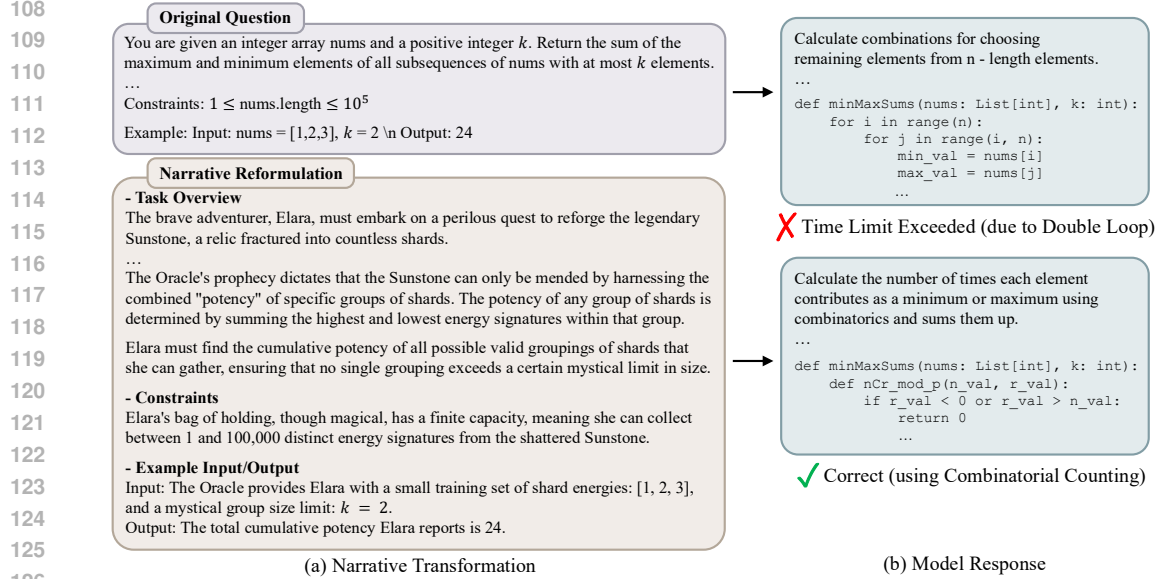 108
109
110
111
112
113
114
115
116
117
118
119
120
121
122
123
124
125
Original Question
You are given an integer array nums and a positive integer k. Return the sum of the
maximum and minimum elements of all subsequences of nums with at most k elements.
…
Constraints: 1 ≤ nums.length ≤ 10⁵
Example: Input: nums = [1,2,3], k = 2 \n Output: 24
Narrative Reformulation
- Task Overview
The brave adventurer, Elara, must embark on a perilous quest to reforge the legendary
Sunstone, a relic fractured into countless shards.
…
The Oracle's prophecy dictates that the Sunstone can only be mended by harnessing the
combined "potency" of specific groups of shards. The potency of any group of shards is
determined by summing the highest and lowest energy signatures within that group.
Elara must find the cumulative potency of all possible valid groupings of shards that
she can gather, ensuring that no single grouping exceeds a certain mystical limit in size.
- Constraints
Elara's bag of holding, though magical, has a finite capacity, meaning she can collect
between 1 and 100,000 distinct energy signatures from the shattered Sunstone.
- Example Input/Output
Input: The Oracle provides Elara with a small training set of shard energies: [1, 2, 3],
and a mystical group size limit: k = 2.
Output: The total cumulative potency Elara reports is 24.
(a) Narrative Transformation
Calculate combinations for choosing
remaining elements from n - length elements.
…
def minMaxSums(nums: List[int], k: int):
for i in range(n):
for j in range(i, n):
min_val = nums[i]
max_val = nums[j]
…
✗ Time Limit Exceeded (due to Double Loop)
Calculate the number of times each element
contributes as a minimum or maximum using
combinatorics and sums them up.
…
def minMaxSums(nums: List[int], k: int):
def nCr_mod_p(n_val, r_val):
if r_val < 0 or r_val > n_val:
return 0
…
✓ Correct (using Combinatorial Counting)
(b) Model Response